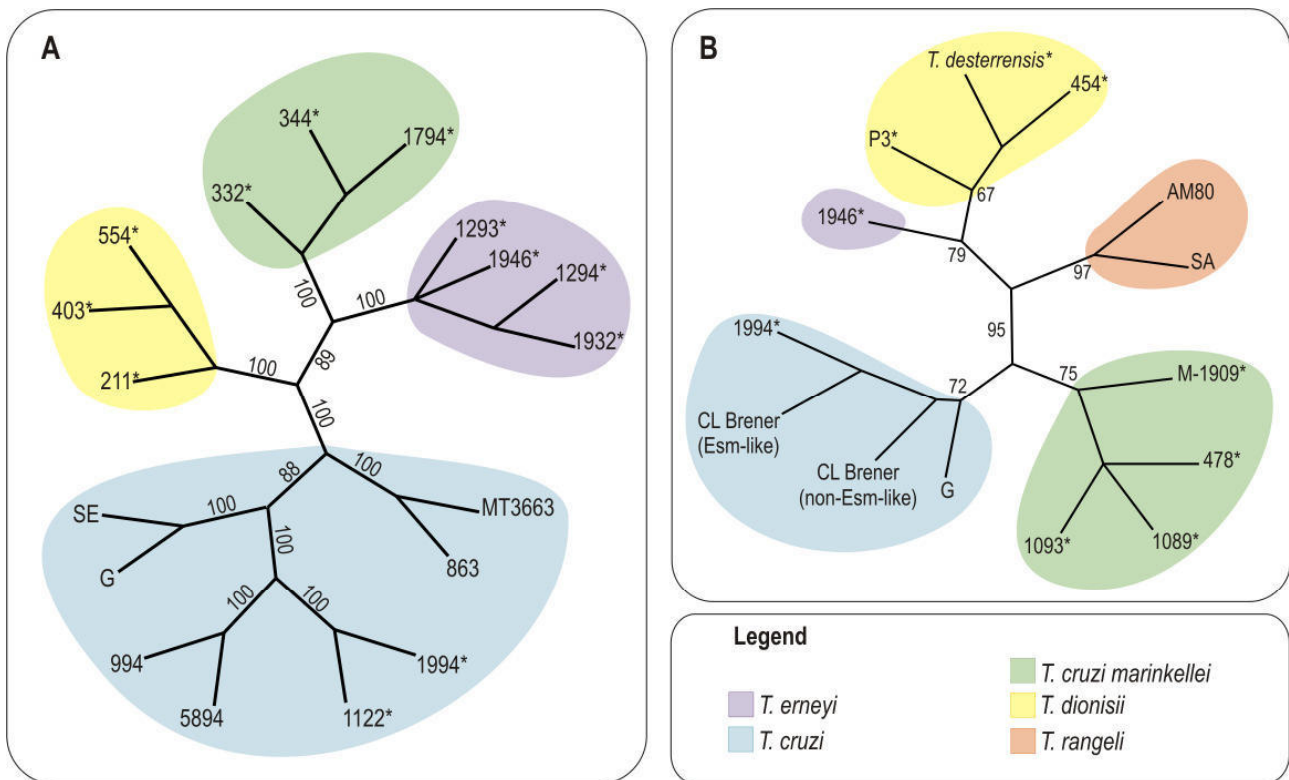 A
344*
1794*
332*
554*
1293*
1946*
1294*
403*
1932*
211*
100
100
89
100
100
88
100
SE
100
MT3663
G
100
863
100
100
994
1994*
5894
1122*
B
T. desterrensis*
454*
P3*
67
AM80
1946*
79
97
SA
1994*
95
75
M-1909*
72
CL Brener
(Esm-like)
CL Brener
(non-Esm-like)
G
478*
1093*
1089*
Legend
T. erneyi
T. cruzi
T. cruzi marinkellei
T. dionisii
T. rangeli